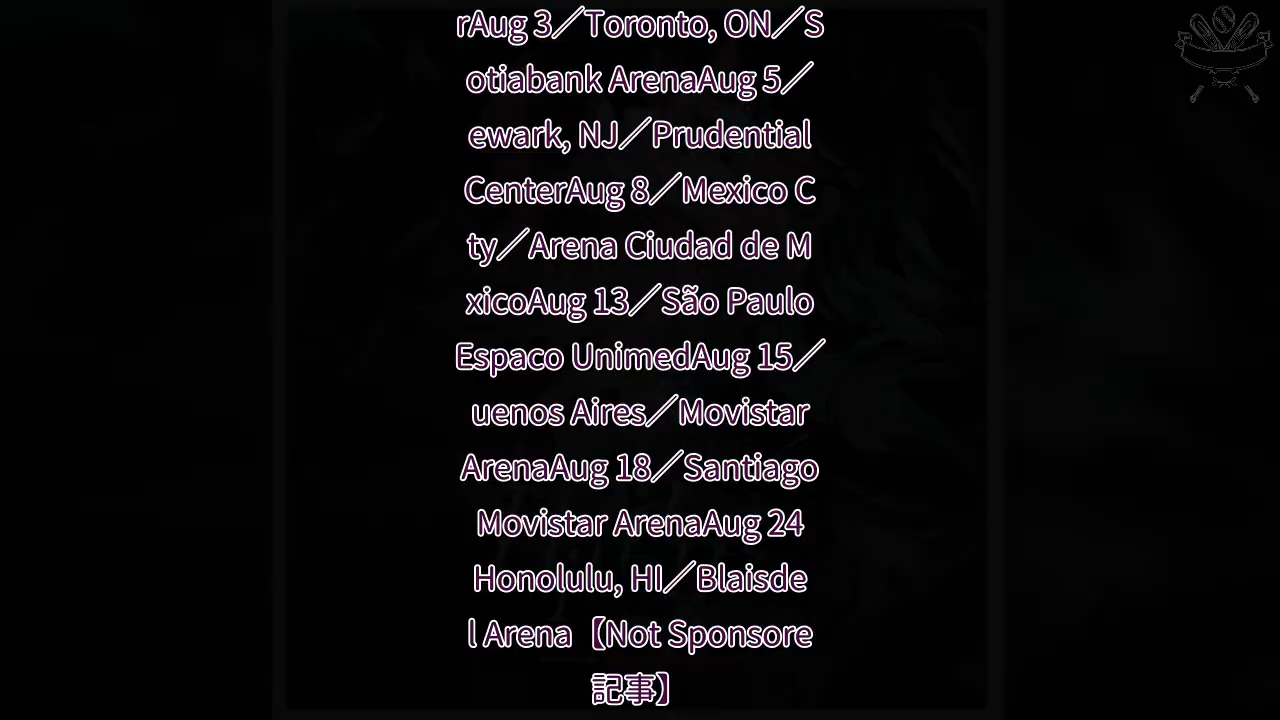 rAug 3／Toronto, ON／S
otiabank ArenaAug 5／
ewark, NJ／Prudential
CenterAug 8／Mexico C
ty／Arena Ciudad de M
xicoAug 13／São Paulo
Espaco UnimedAug 15／
uenos Aires／Movistar
ArenaAug 18／Santiago
Movistar ArenaAug 24
Honolulu, HI／Blaisde
l Arena【Not Sponsore
記事】